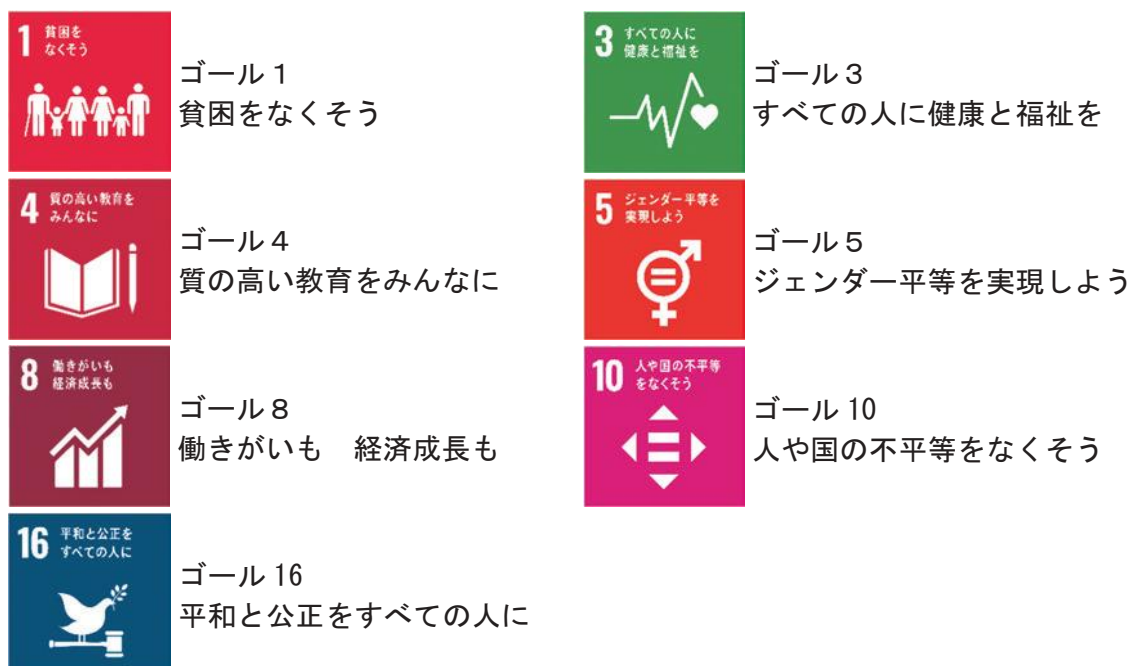 1 貧困を
なくそう
ゴール１
貧困をなくそう
3 すべての人に
健康と福祉を
ゴール３
すべての人に健康と福祉を
4 質の高い教育を
みんなに
ゴール４
質の高い教育をみんなに
5 ジェンダー平等を
実現しよう
ゴール５
ジェンダー平等を実現しよう
8 働きがいも
経済成長も
ゴール８
働きがいも　経済成長も
10 人や国の不平等
をなくそう
ゴール 10
人や国の不平等をなくそう
16 平和と公正を
すべての人に
ゴール 16
平和と公正をすべての人に